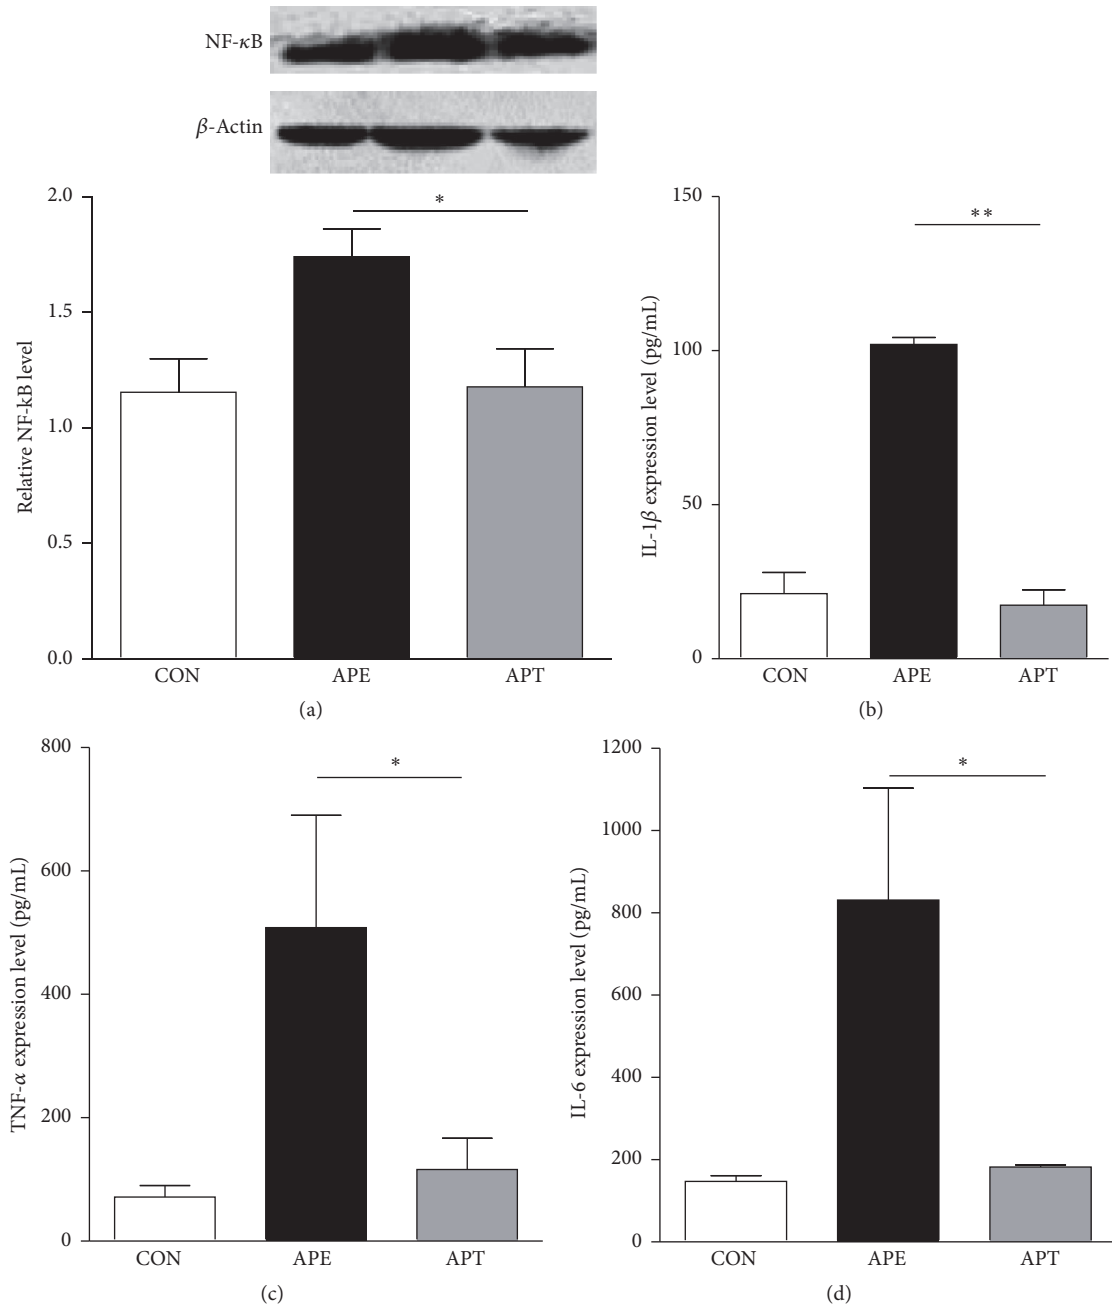 NF-κB
β-Actin
2.0
1.5
1.0
0.5
0.0
Relative NF-kB level
*
CON APE APT
(a)
150
100
50
0
IL-1β expression level (pg/mL)
**
CON APE APT
(b)
800
600
400
200
0
TNF-α expression level (pg/mL)
*
CON APE APT
(c)
1200
1000
800
600
400
200
0
IL-6 expression level (pg/mL)
*
CON APE APT
(d)